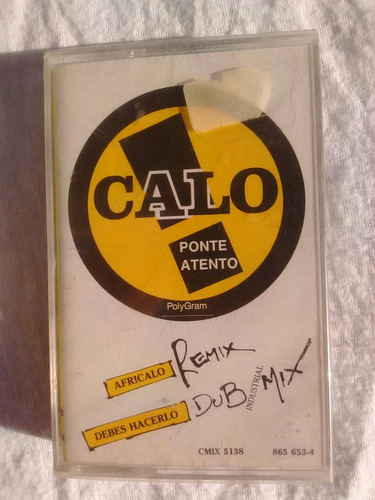 CALO
PONTE
ATENTO
PolyGram
AFRICALO REMIX
DEBES HACERLO DUB INDUSTRIAL MIX
CMIX 5138 865 653-4